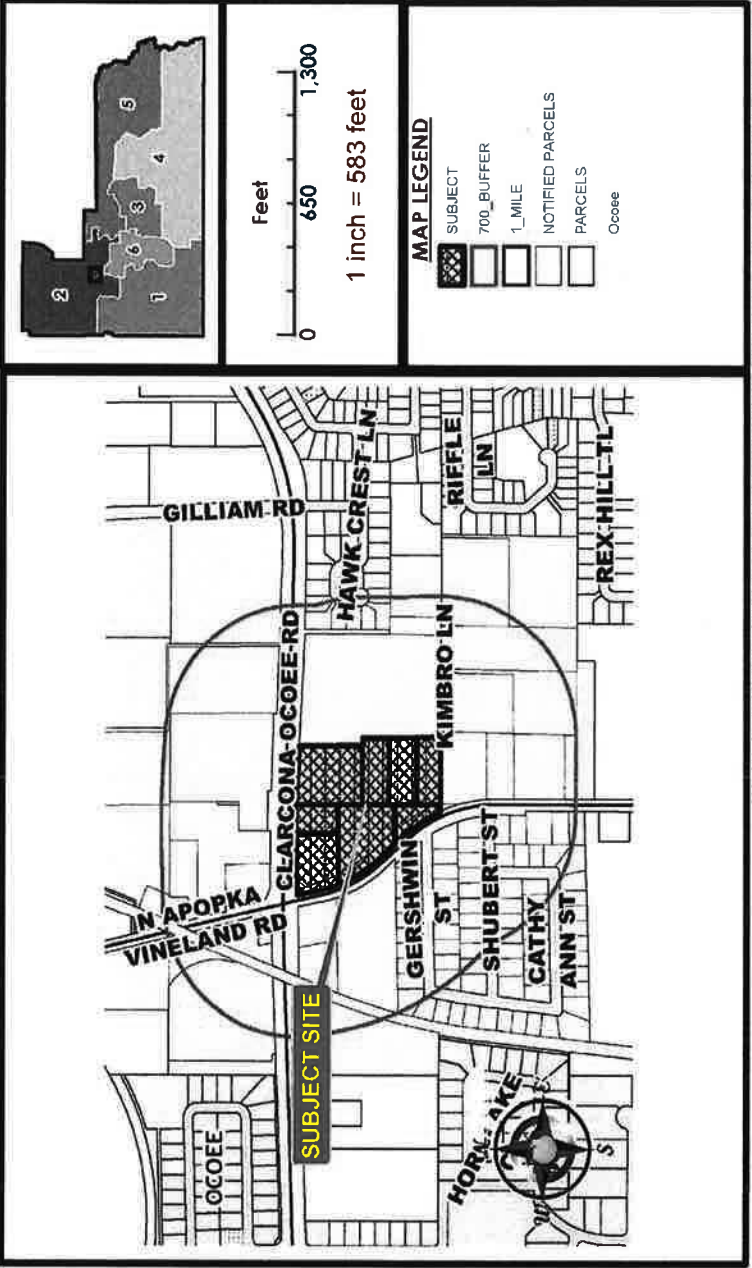 GILLIAM RD
HAWK CREST LN
RIFFLE
LN
REX HILL TL
CLARCONA-OCOEE RD
KIMBRO LN
N APOPKA
VINELAND RD
GERSHWIN
ST
SHUBERT ST
CATHY
ANN ST
SUBJECT SITE
OCOEE
E
S
W
2
5
3
4
6
1
Feet
0
650
1,300
1 inch = 583 feet
MAP LEGEND
SUBJECT
700_BUFFER
1_MILE
NOTIFIED PARCELS
PARCELS
Ocoee